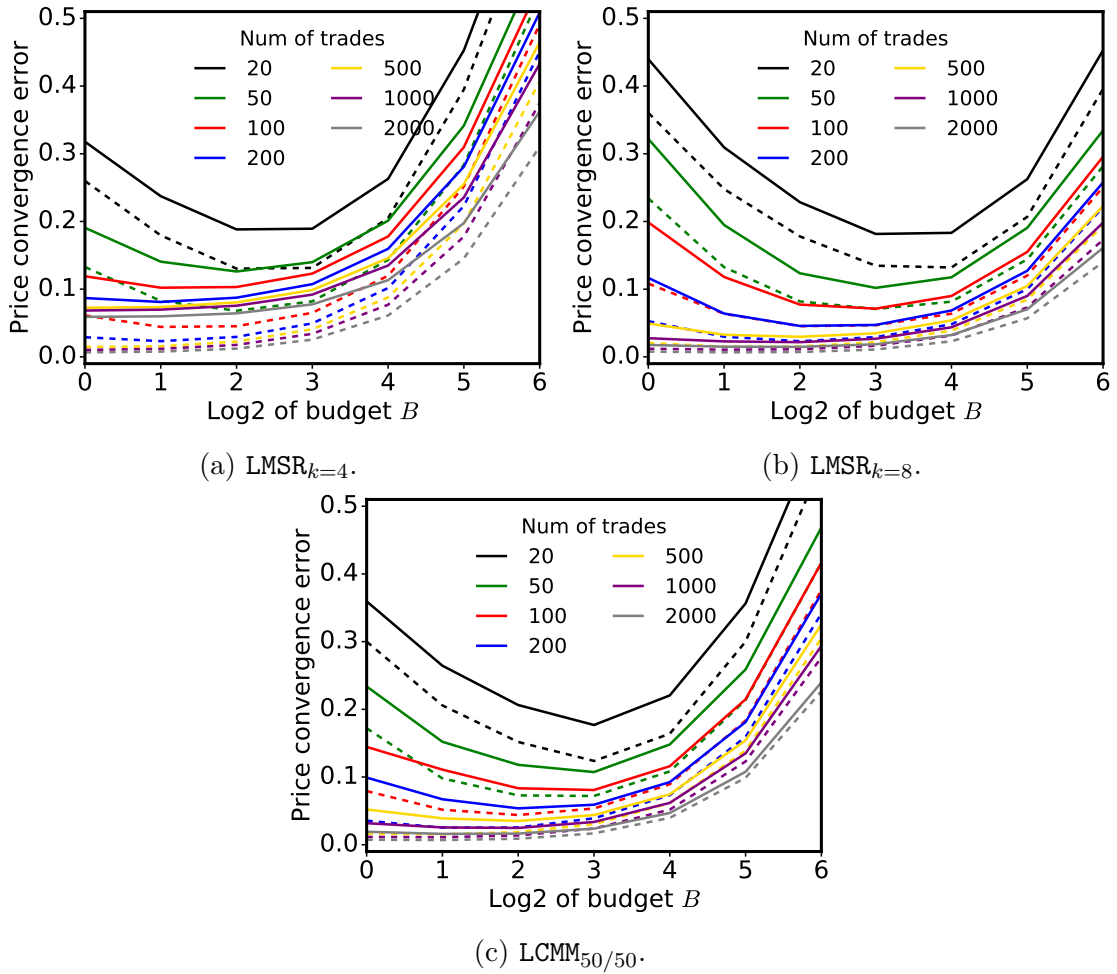 0.5
0.4
0.3
0.2
0.1
0.0
Price convergence error
Num of trades
20
50
100
200
500
1000
2000
0 1 2 3 4 5 6
Log2 of budget B
(a) LMSR_{k=4}.
0.5
0.4
0.3
0.2
0.1
0.0
Price convergence error
Num of trades
20
50
100
200
500
1000
2000
0 1 2 3 4 5 6
Log2 of budget B
(b) LMSR_{k=8}.
0.5
0.4
0.3
0.2
0.1
0.0
Price convergence error
Num of trades
20
50
100
200
500
1000
2000
0 1 2 3 4 5 6
Log2 of budget B
(c) LCMM_{50/50}.